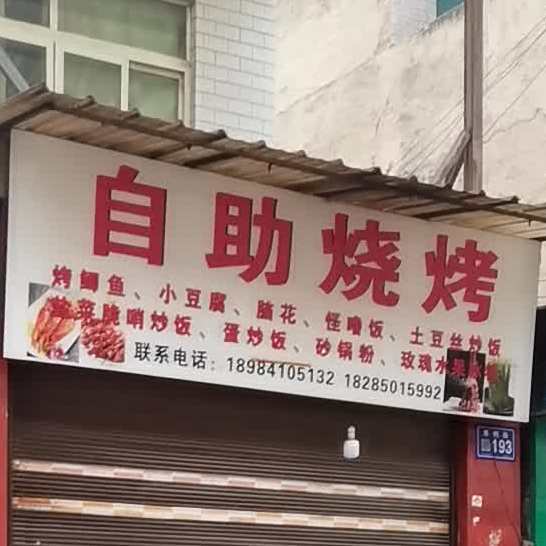 自助烧烤
烤鲫鱼、小豆腐、脑花、怪噜饭、土豆丝炒饭
菜脆哨炒饭、蛋炒饭、砂锅粉、玫瑰水果冰
联系电话：18984105132 18285015992
193